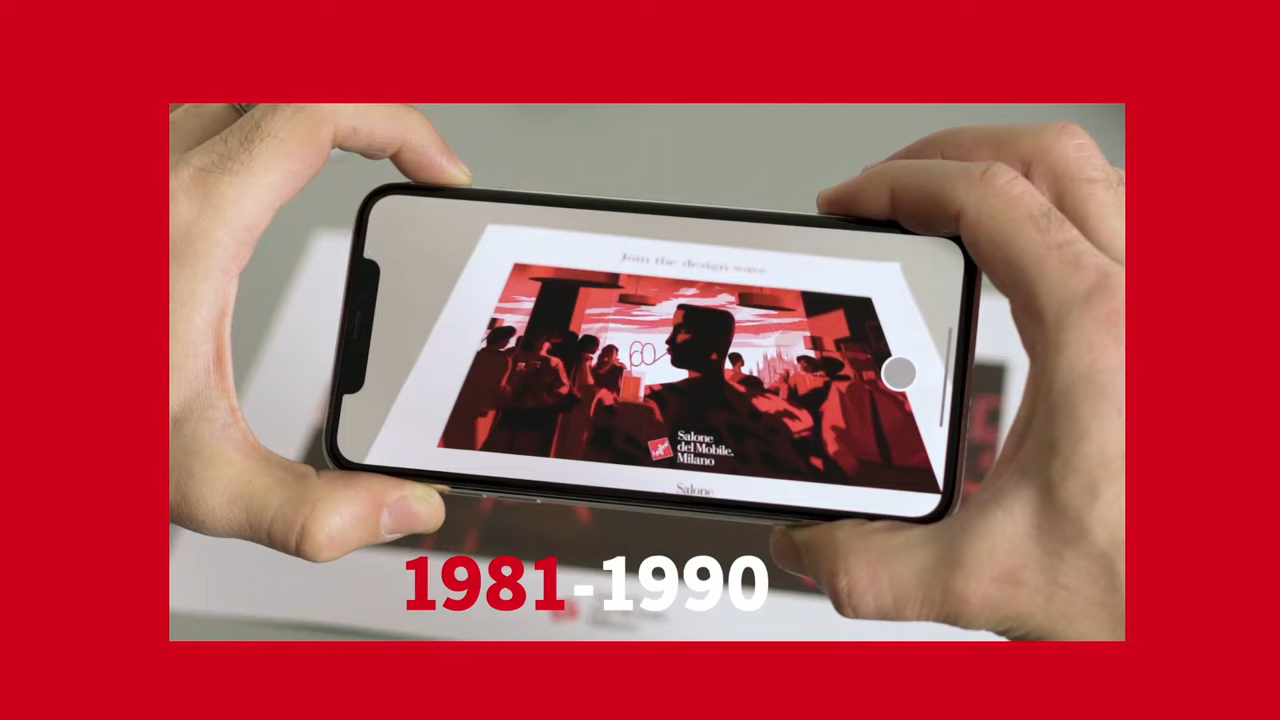 Join the design wave
60
Salone
del Mobile.
Milano
Salone
1981-1990